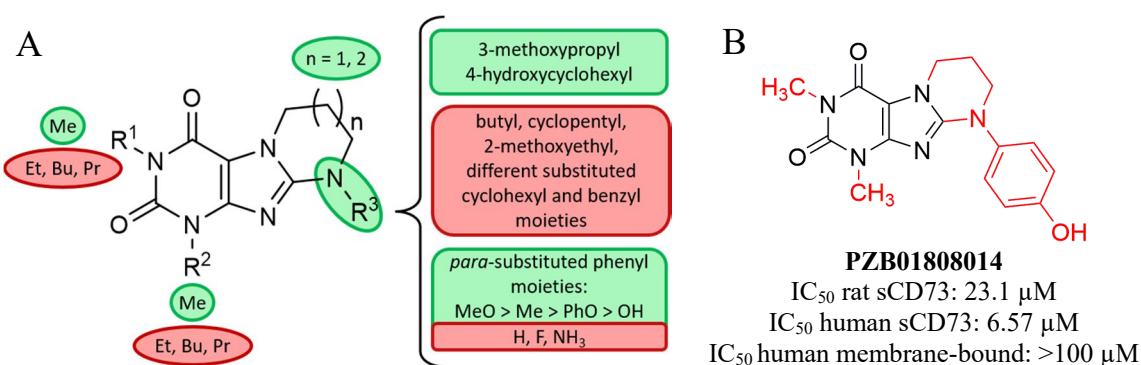 A
n = 1, 2
Me
Et, Bu, Pr
R¹
N
O
O
N
R²
N
N
n
N
R³
Me
Et, Bu, Pr
3-methoxypropyl
4-hydroxycyclohexyl
butyl, cyclopentyl,
2-methoxyethyl,
different substituted
cyclohexyl and benzyl
moieties
para-substituted phenyl
moieties:
MeO > Me > PhO > OH
H, F, NH₃
B
O
H₃C
N
N
O
N
CH₃
N
N
OH
PZB01808014
IC₅₀ rat sCD73: 23.1 µM
IC₅₀ human sCD73: 6.57 µM
IC₅₀ human membrane-bound: >100 µM